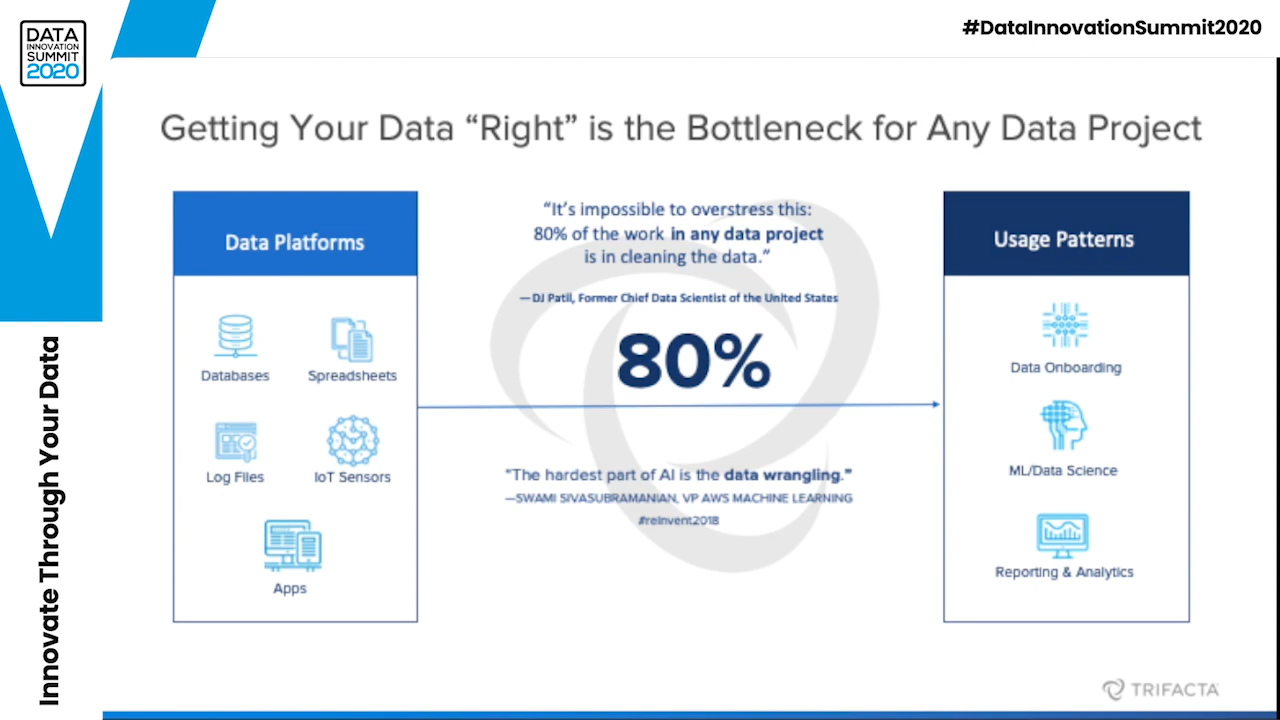 DATA
INNOVATION
SUMMIT
2020
#DataInnovationSummit2020
Innovate Through Your Data
Getting Your Data “Right” is the Bottleneck for Any Data Project
Data Platforms
Databases
Spreadsheets
Log Files
IoT Sensors
Apps
“It’s impossible to overstress this:
80% of the work in any data project
is in cleaning the data.”
—DJ Patil, Former Chief Data Scientist of the United States
80%
"The hardest part of AI is the data wrangling."
—SWAMI SIVASUBRAMANIAN, VP AWS MACHINE LEARNING
#reInvent2018
Usage Patterns
Data Onboarding
ML/Data Science
Reporting & Analytics
TRIFACTA